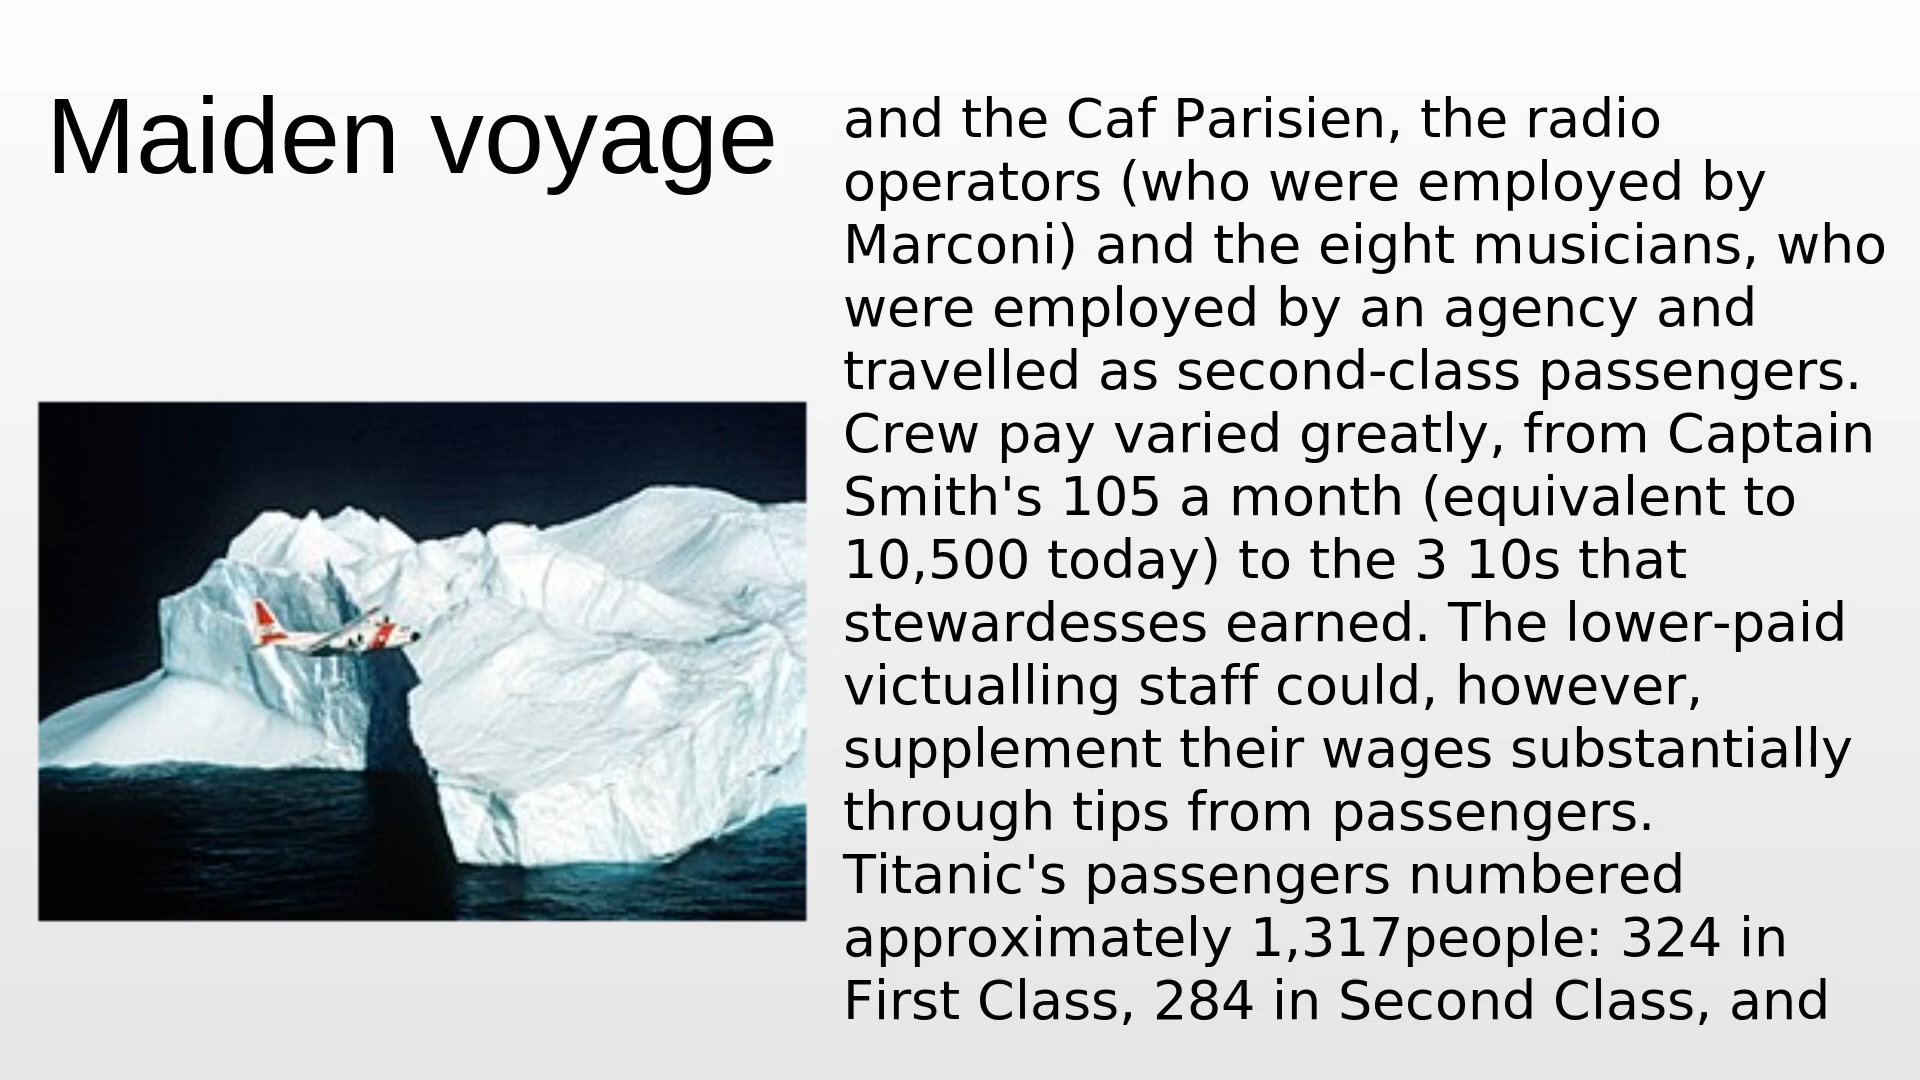 Maiden voyage
and the Caf Parisien, the radio
operators (who were employed by
Marconi) and the eight musicians, who
were employed by an agency and
travelled as second-class passengers.
Crew pay varied greatly, from Captain
Smith's 105 a month (equivalent to
10,500 today) to the 3 10s that
stewardesses earned. The lower-paid
victualling staff could, however,
supplement their wages substantially
through tips from passengers.
Titanic's passengers numbered
approximately 1,317people: 324 in
First Class, 284 in Second Class, and